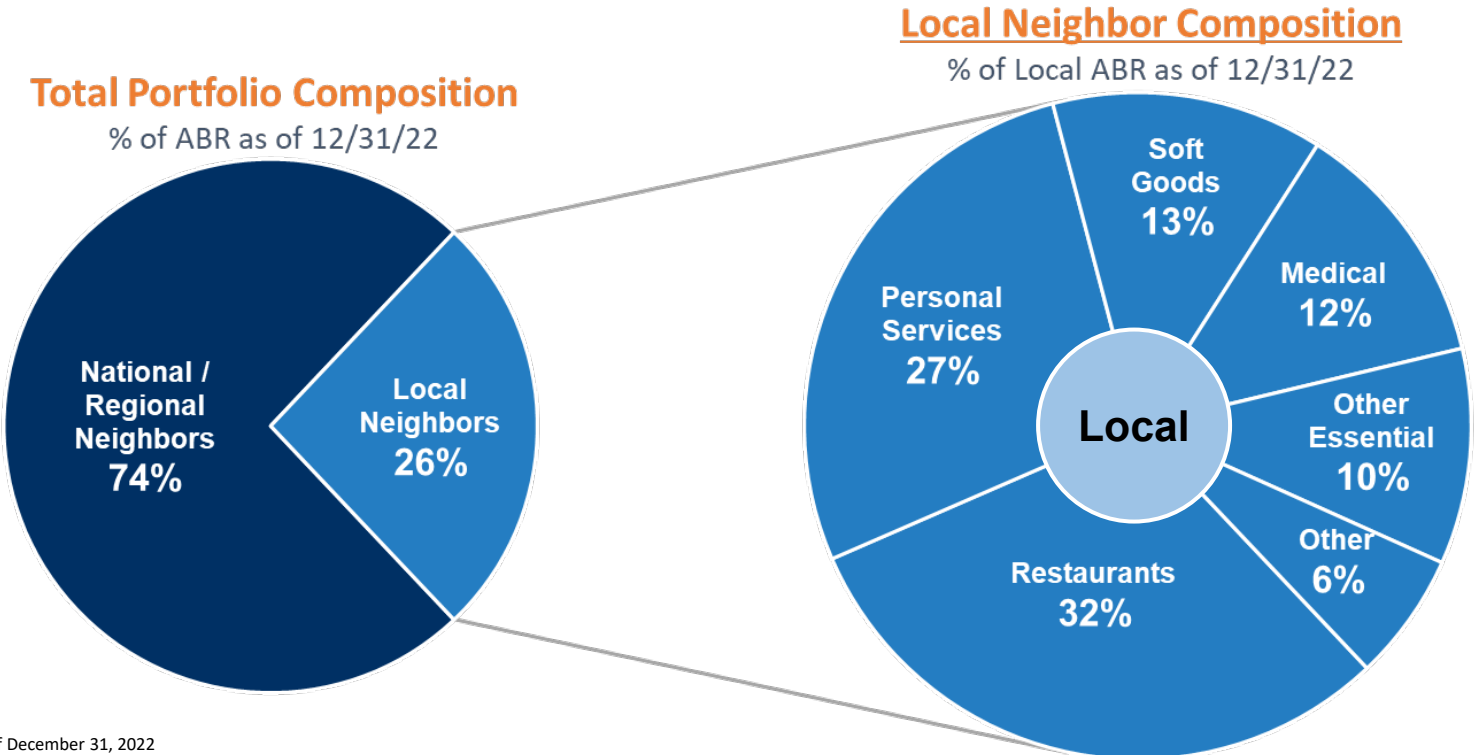 Total Portfolio Composition
% of ABR as of 12/31/22
National /
Regional
Neighbors
74%
Local
Neighbors
26%
Local Neighbor Composition
% of Local ABR as of 12/31/22
Soft
Goods
13%
Medical
12%
Other
Essential
10%
Other
6%
Restaurants
32%
Personal
Services
27%
Local
December 31, 2022